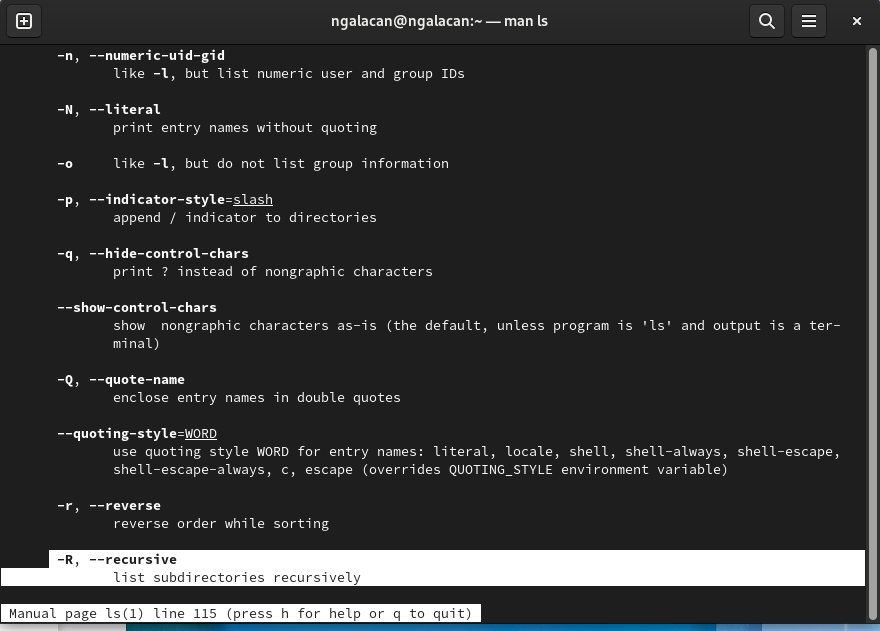 ngalacan@ngalacan:~ — man ls
-n, --numeric-uid-gid
like -l, but list numeric user and group IDs
-N, --literal
print entry names without quoting
-o like -l, but do not list group information
-p, --indicator-style=slash
append / indicator to directories
-q, --hide-control-chars
print ? instead of nongraphic characters
--show-control-chars
show  nongraphic characters as-is (the default, unless program is 'ls' and output is a ter-
minal)
-Q, --quote-name
enclose entry names in double quotes
--quoting-style=WORD
use quoting style WORD for entry names: literal, locale, shell, shell-always, shell-escape,
shell-escape-always, c, escape (overrides QUOTING_STYLE environment variable)
-r, --reverse
reverse order while sorting
-R, --recursive
list subdirectories recursively
Manual page ls(1) line 115 (press h for help or q to quit)